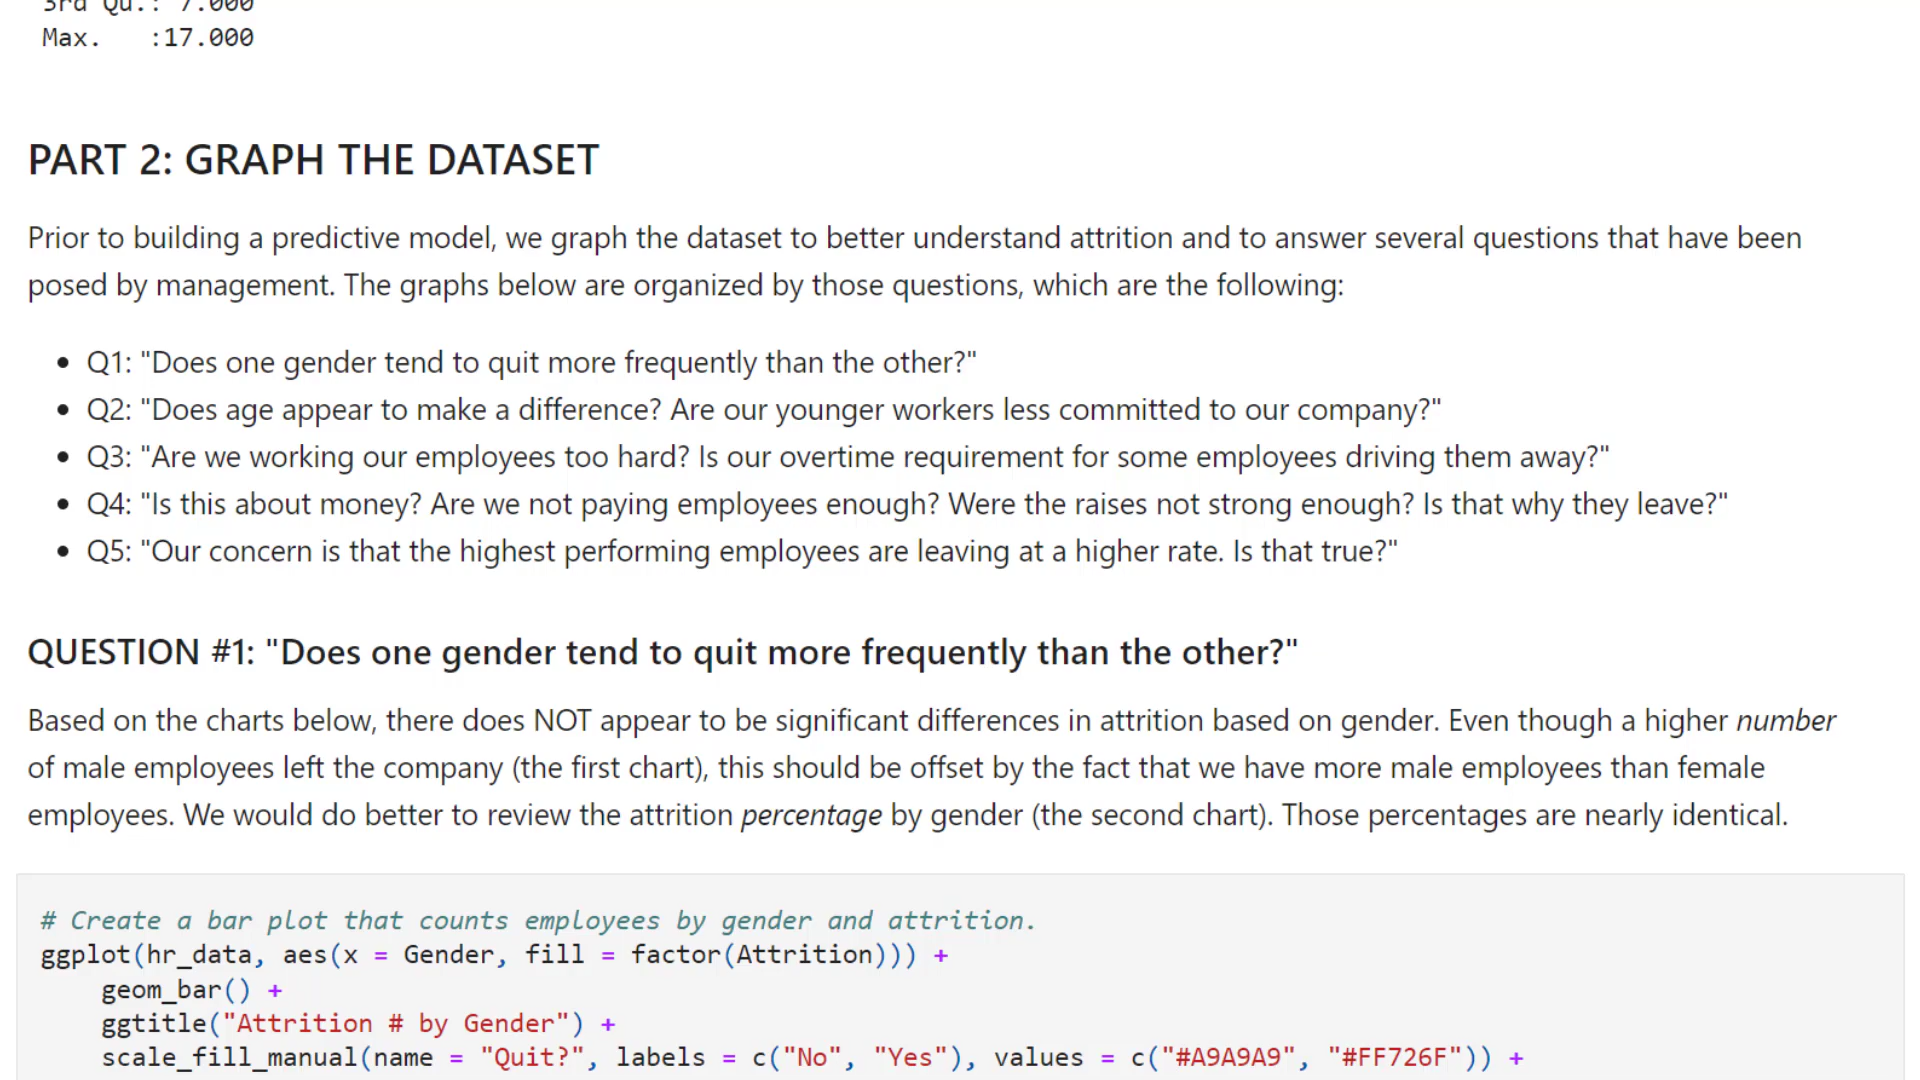 3rd Qu.: 7.000
Max.   :17.000
PART 2: GRAPH THE DATASET
Prior to building a predictive model, we graph the dataset to better understand attrition and to answer several questions that have been
posed by management. The graphs below are organized by those questions, which are the following:
• Q1: "Does one gender tend to quit more frequently than the other?"
• Q2: "Does age appear to make a difference? Are our younger workers less committed to our company?"
• Q3: "Are we working our employees too hard? Is our overtime requirement for some employees driving them away?"
• Q4: "Is this about money? Are we not paying employees enough? Were the raises not strong enough? Is that why they leave?"
• Q5: "Our concern is that the highest performing employees are leaving at a higher rate. Is that true?"
QUESTION #1: "Does one gender tend to quit more frequently than the other?"
Based on the charts below, there does NOT appear to be significant differences in attrition based on gender. Even though a higher number
of male employees left the company (the first chart), this should be offset by the fact that we have more male employees than female
employees. We would do better to review the attrition percentage by gender (the second chart). Those percentages are nearly identical.
# Create a bar plot that counts employees by gender and attrition.
ggplot(hr_data, aes(x = Gender, fill = factor(Attrition))) +
    geom_bar() +
    ggtitle("Attrition # by Gender") +
    scale_fill_manual(name = "Quit?", labels = c("No", "Yes"), values = c("#A9A9A9", "#FF726F")) +